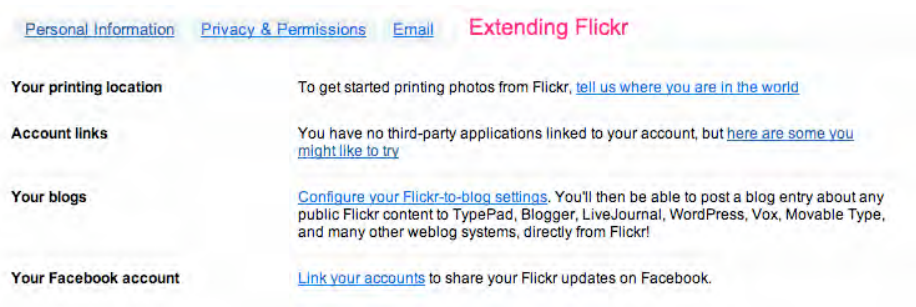 Personal Information Privacy & Permissions Email Extending Flickr
Your printing location To get started printing photos from Flickr, tell us where you are in the world
Account links You have no third-party applications linked to your account, but here are some you
might like to try
Your blogs Configure your Flickr-to-blog settings. You'll then be able to post a blog entry about any
public Flickr content to TypePad, Blogger, LiveJournal, WordPress, Vox, Movable Type,
and many other weblog systems, directly from Flickr!
Your Facebook account Link your accounts to share your Flickr updates on Facebook.